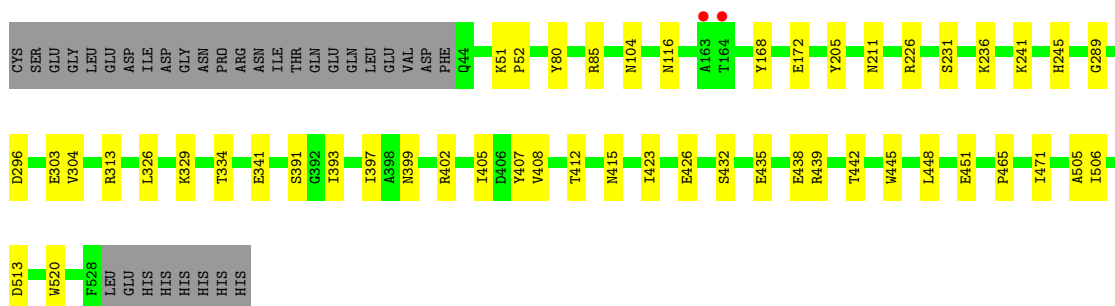 CYS SER GLU GLY LEU GLU ASP ILE ASP GLY ASN PRO ARG ASN ILE THR GLN GLU GLU GLN LEU GLU VAL ASP PHE Q44 K51 P52 Y80 R85 N104 N116 A163 T164 Y168 E172 Y205 N211 R226 S231 K236 K241 H245 G289
D296 E303 V304 R313 L326 K329 T334 E341 S391 G392 I393 I397 A398 N399 R402 I405 D406 Y407 V408 T412 N415 I423 E426 S432 E435 E438 R439 T442 W445 L448 E451 P465 I471 A505 I506
D513 W520 F528 LEU GLU HIS HIS HIS HIS HIS HIS